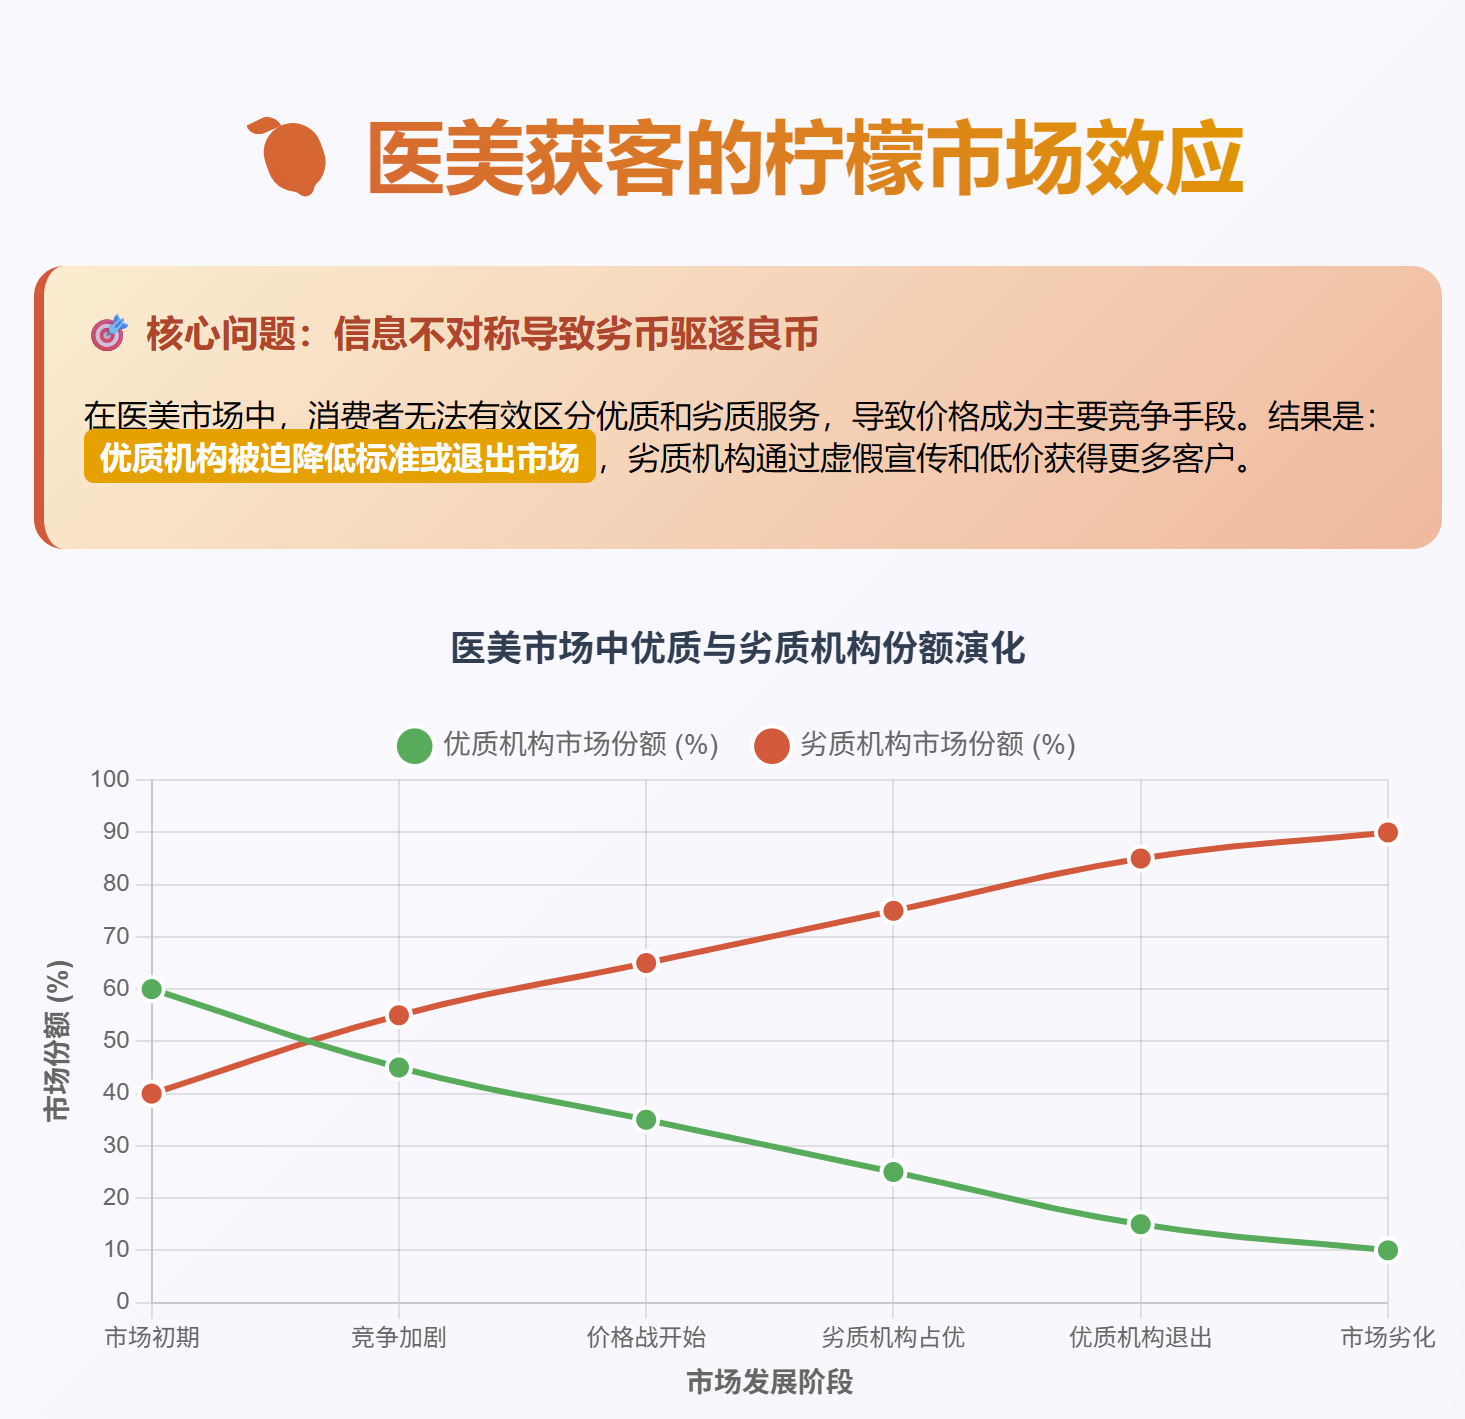 医美获客的柠檬市场效应
核心问题：信息不对称导致劣币驱逐良币
在医美市场中，消费者无法有效区分优质和劣质服务，导致价格成为主要竞争手段。结果是：
优质机构被迫降低标准或退出市场，劣质机构通过虚假宣传和低价获得更多客户。
医美市场中优质与劣质机构份额演化
优质机构市场份额 (%) 劣质机构市场份额 (%)
100
90
80
70
60
50
40
30
20
10
0
市场份额 (%)
市场初期 竞争加剧 价格战开始 劣质机构占优 优质机构退出 市场劣化
市场发展阶段